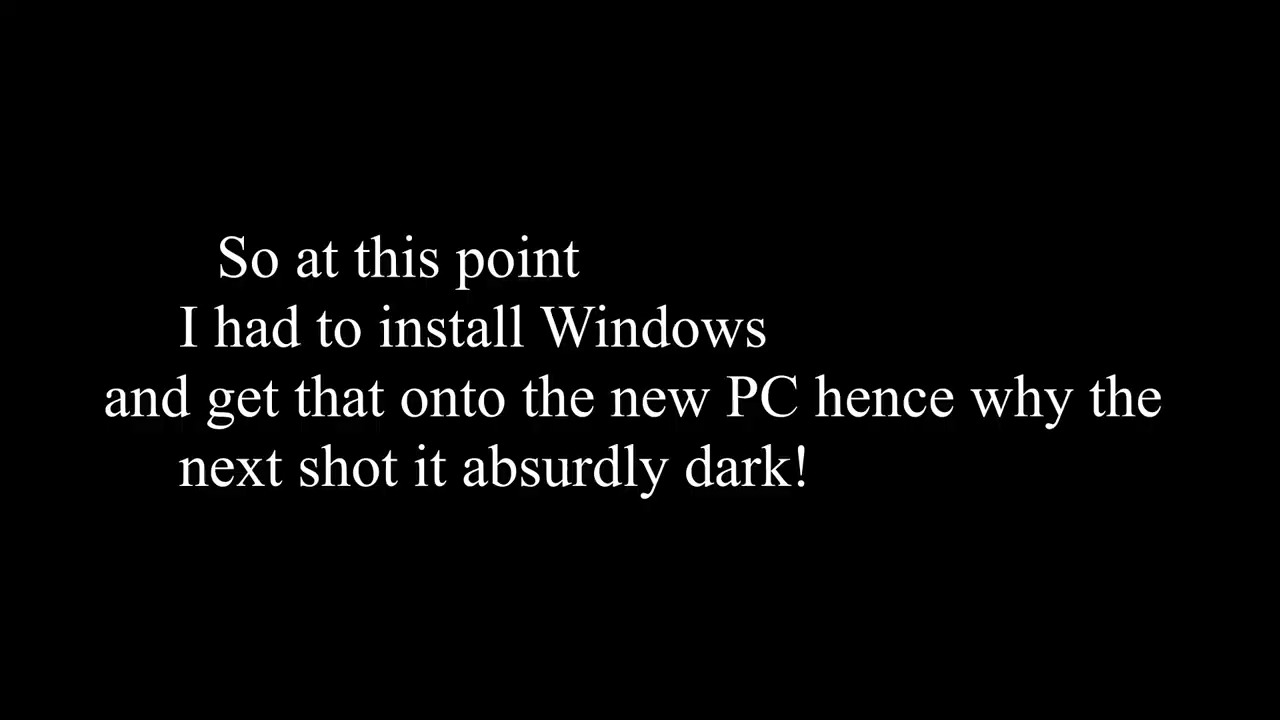 So at this point
I had to install Windows
and get that onto the new PC hence why the
next shot it absurdly dark!